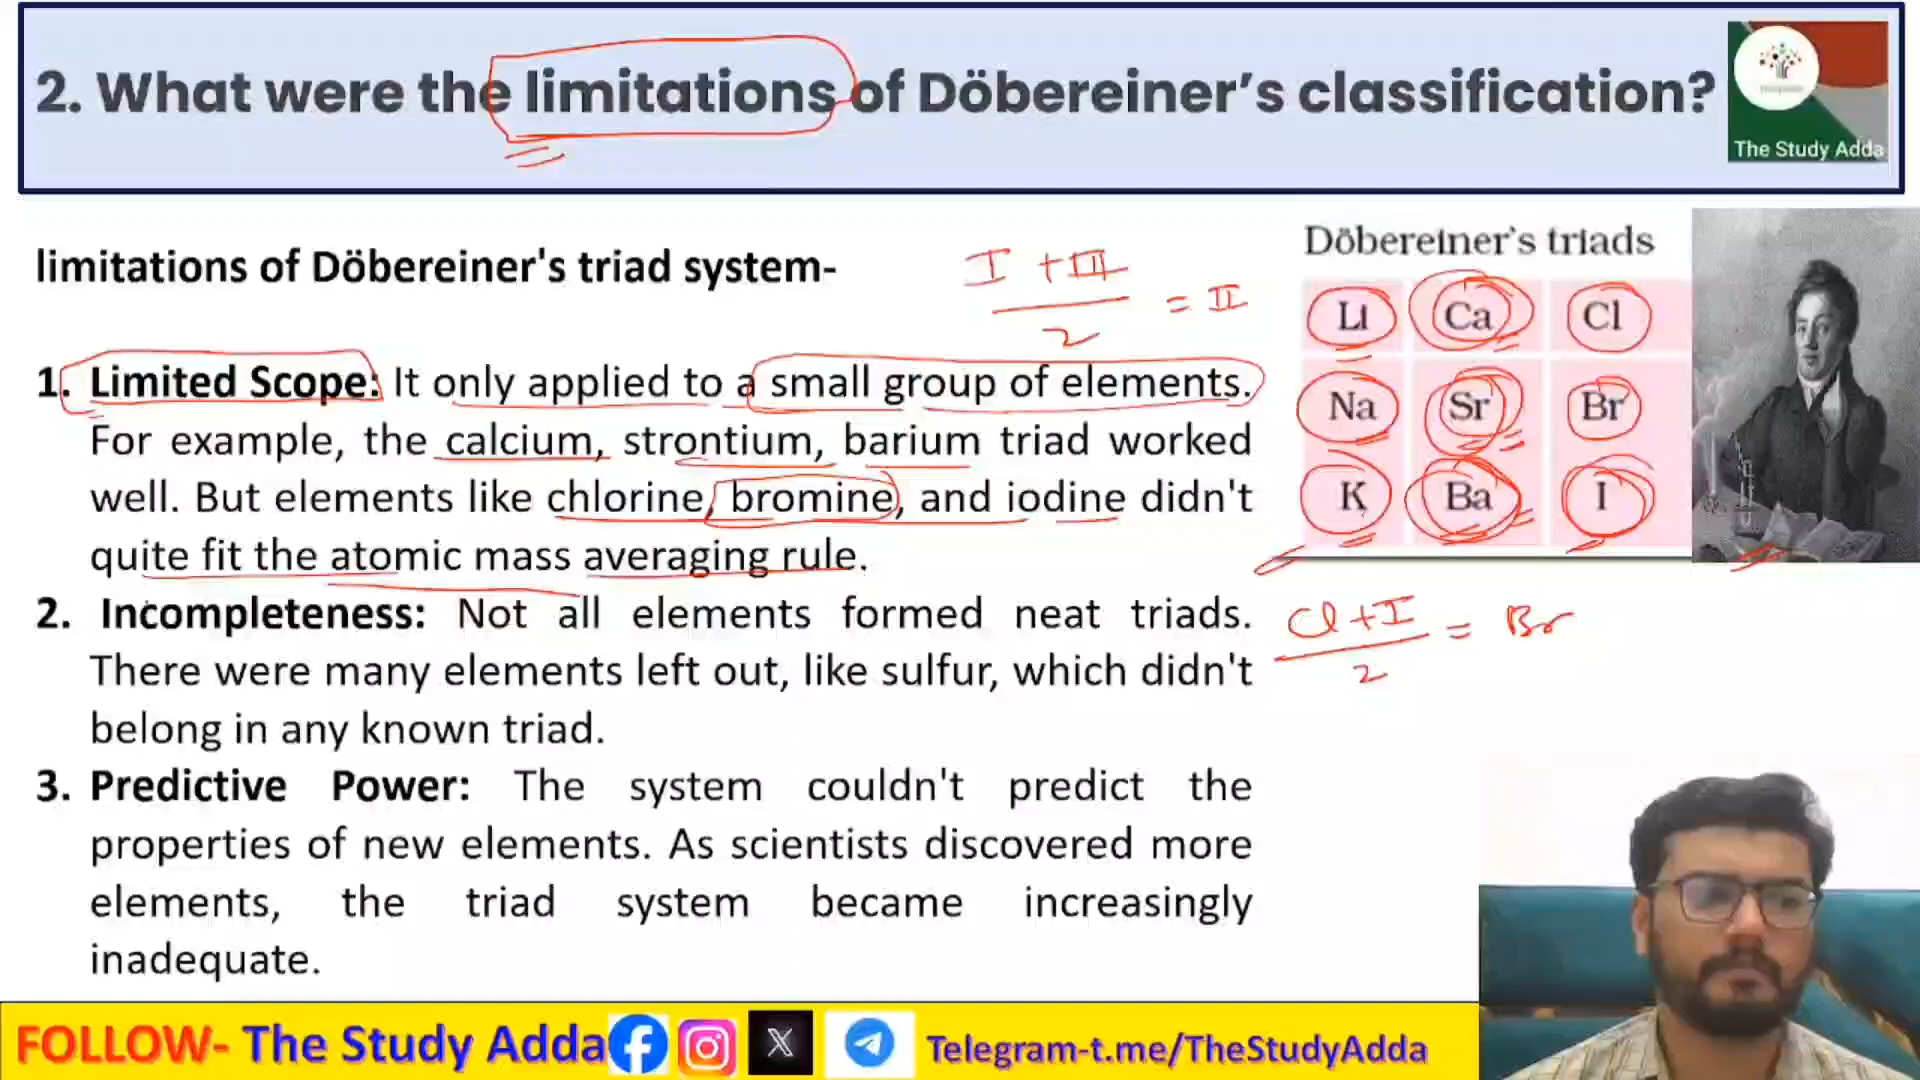 2. What were the limitations of Döbereiner's classification?
The Study Adda
limitations of Döbereiner's triad system-
I + III
2
= II
1. Limited Scope: It only applied to a small group of elements.
For example, the calcium, strontium, barium triad worked
well. But elements like chlorine, bromine, and iodine didn't
quite fit the atomic mass averaging rule.
2. Incompleteness: Not all elements formed neat triads.
There were many elements left out, like sulfur, which didn't
belong in any known triad.
3. Predictive Power: The system couldn't predict the
properties of new elements. As scientists discovered more
elements, the triad system became increasingly
inadequate.
Döbereiner's triads
Li Ca Cl
Na Sr Br
K Ba I
Cl + I
2
= Br
FOLLOW- The Study Adda
Telegram-t.me/TheStudyAdda